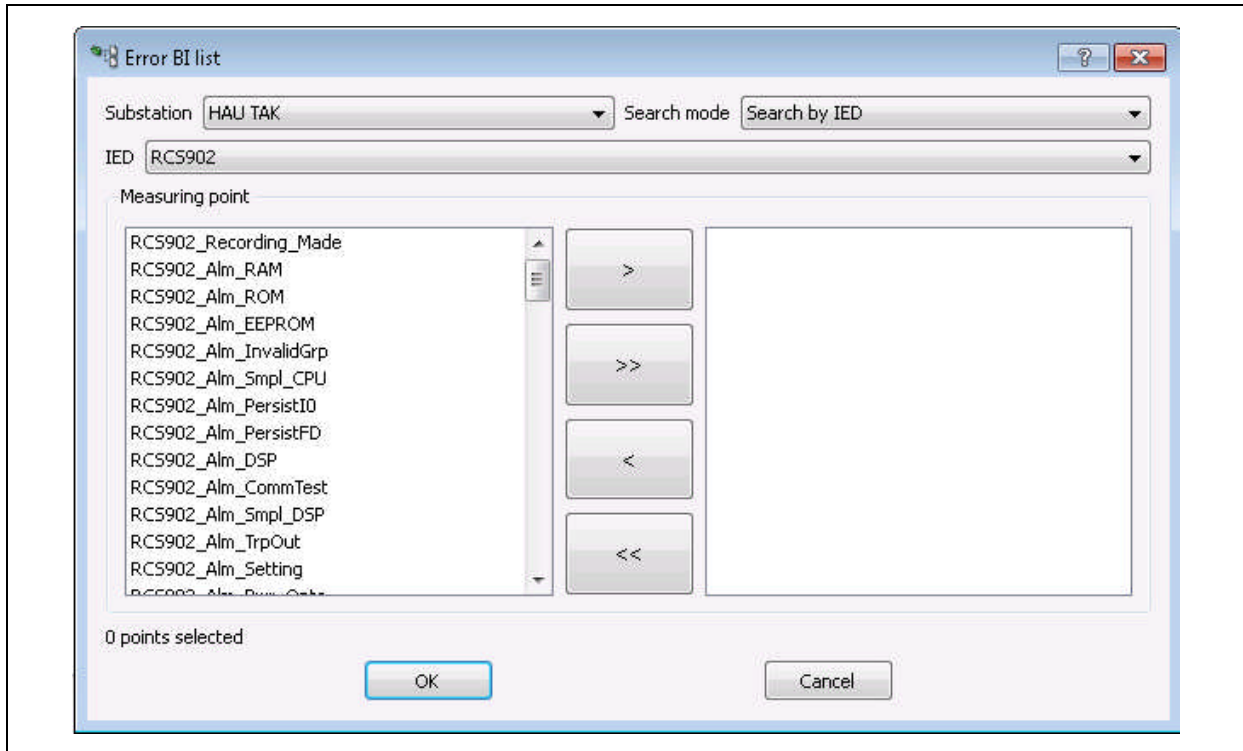 Error BI list
Substation HAU TAK Search mode Search by IED
IED RCS902
Measuring point
RCS902_Recording_Made
RCS902_Alm_RAM
RCS902_Alm_ROM
RCS902_Alm_EEPROM
RCS902_Alm_InvalidGrp
RCS902_Alm_Smpl_CPU
RCS902_Alm_PersistI0
RCS902_Alm_PersistFD
RCS902_Alm_DSP
RCS902_Alm_CommTest
RCS902_Alm_Smpl_DSP
RCS902_Alm_TrpOut
RCS902_Alm_Setting
>
>>
<
<<
0 points selected
OK Cancel